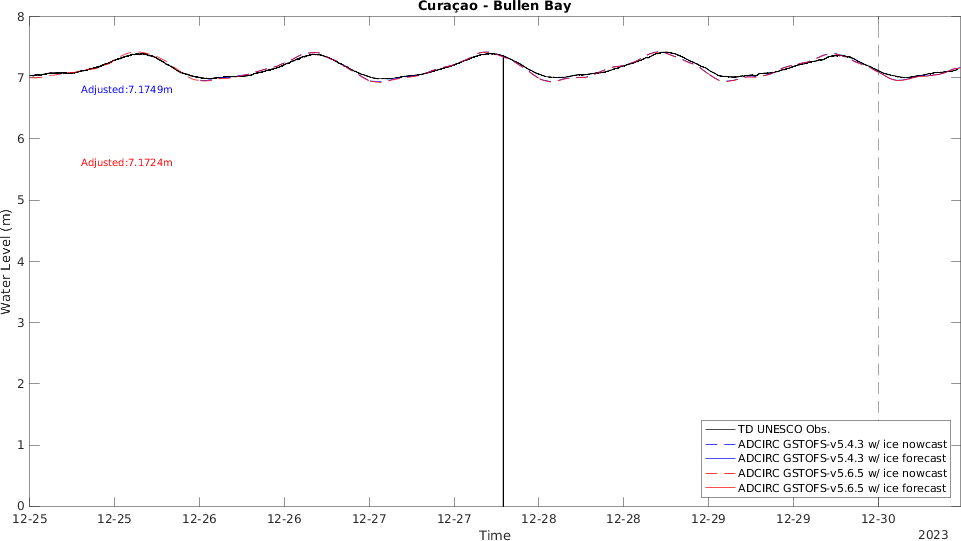 Curaçao - Bullen Bay
8
7
6
5
4
3
2
1
0
Water Level (m)
Adjusted:7.1749m
Adjusted:7.1724m
TD UNESCO Obs.
ADCIRC GSTOFS-v5.4.3 w/ ice nowcast
ADCIRC GSTOFS-v5.4.3 w/ ice forecast
ADCIRC GSTOFS-v5.6.5 w/ ice nowcast
ADCIRC GSTOFS-v5.6.5 w/ ice forecast
12-25 12-25 12-26 12-26 12-27 12-27 12-28 12-28 12-29 12-29 12-30
Time
2023